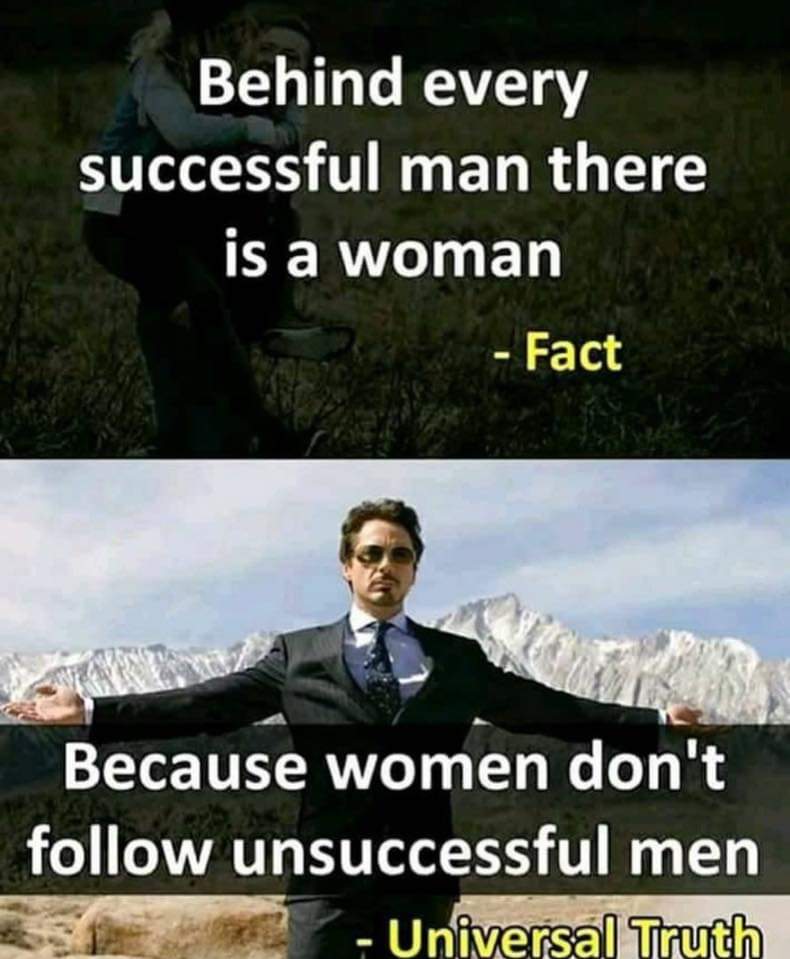 Behind every
successful man there
is a woman
- Fact
Because women don't
follow unsuccessful men
- Universal Truth